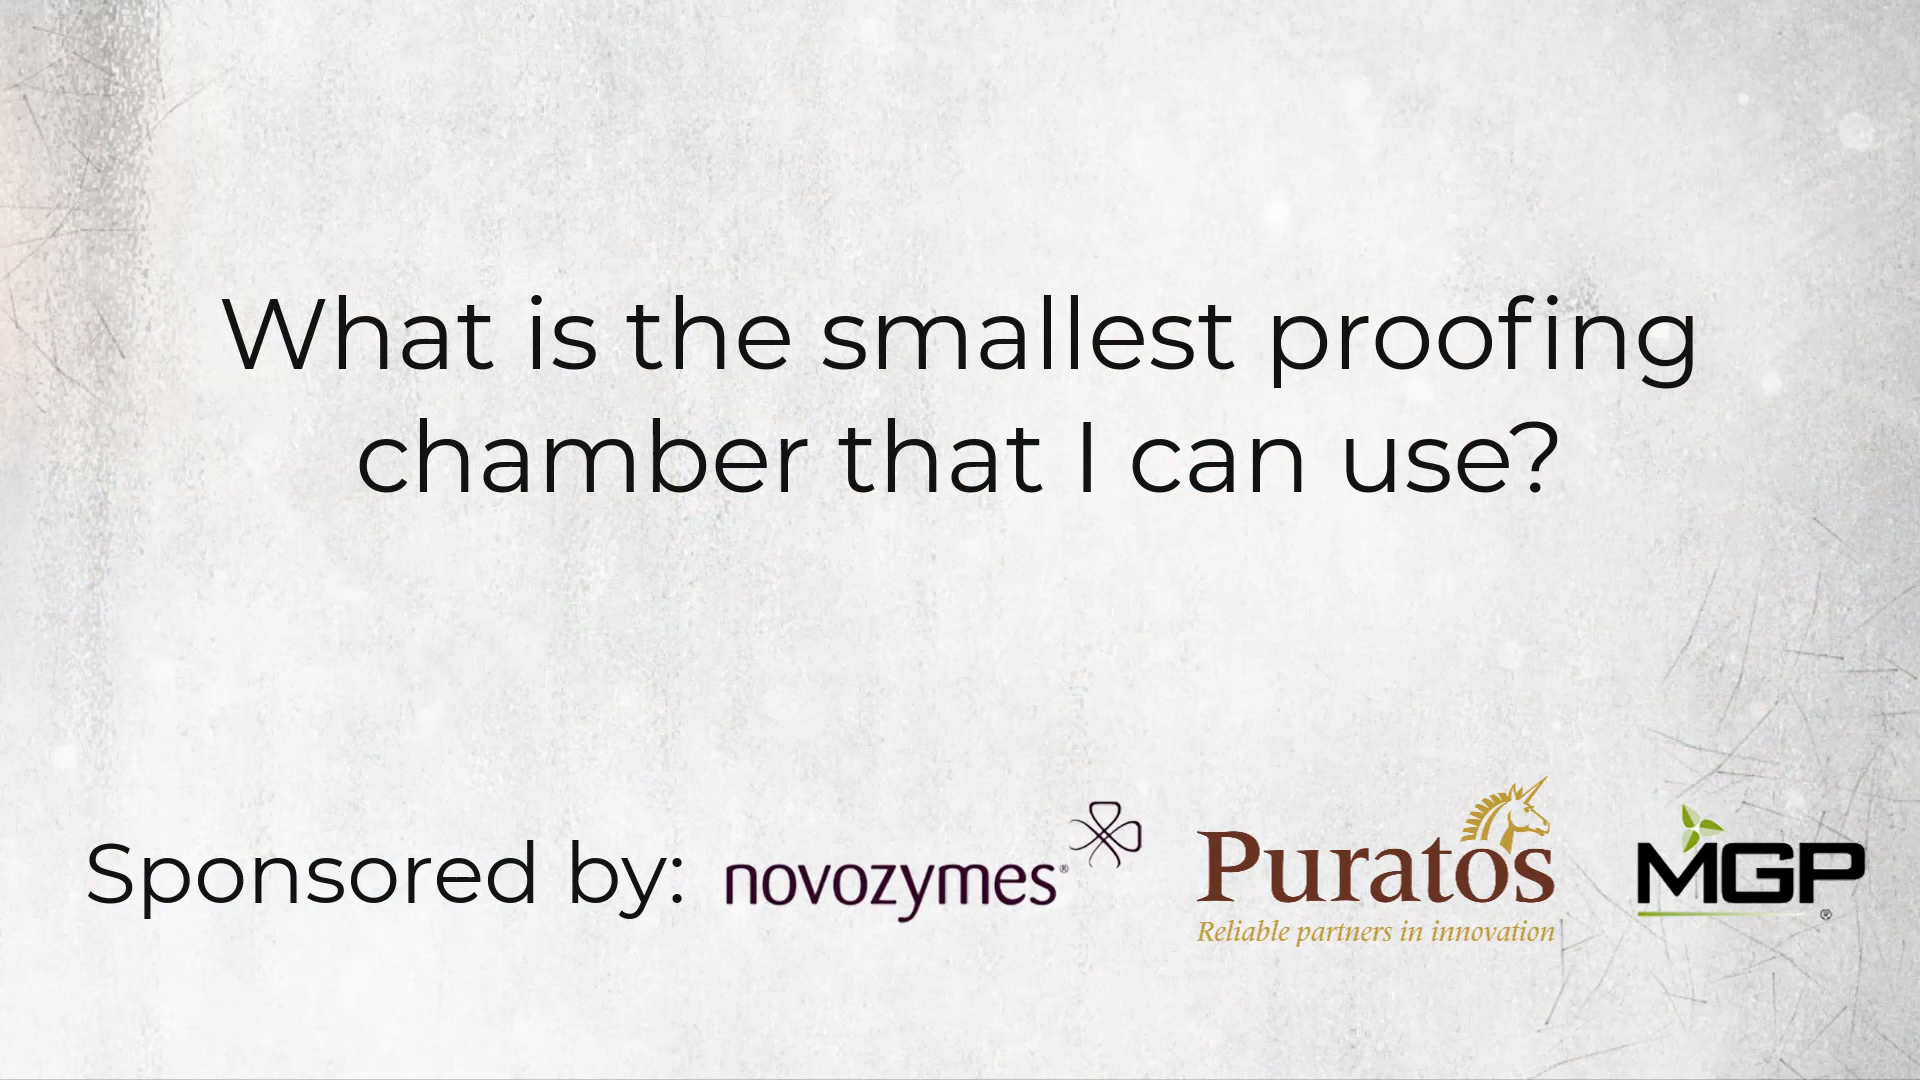 What is the smallest proofing
chamber that I can use?
Sponsored by: novozymes® Puratos MGP®
Reliable partners in innovation